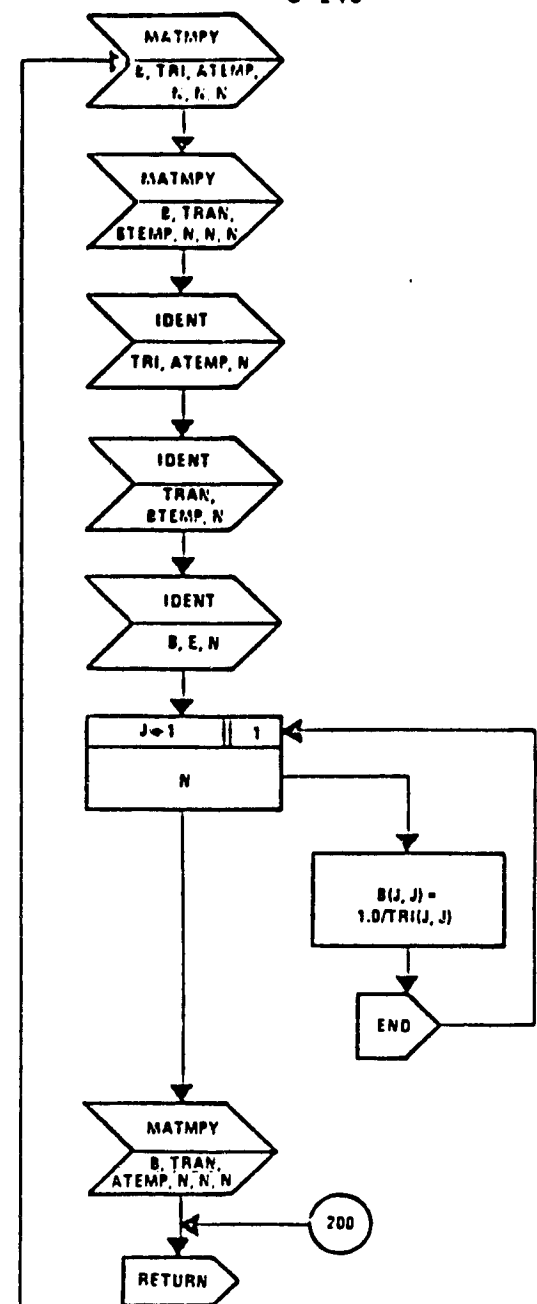 MATMPY
B, TRI, ATEMP,
N, N, N
MATMPY
B, TRAN,
BTEMP, N, N, N
IDENT
TRI, ATEMP, N
IDENT
TRAN,
BTEMP, N
IDENT
B, E, N
J 1 1
N
B(J, J) =
1.0/TRI(J, J)
END
MATMPY
B, TRAN,
ATEMP, N, N, N
200
RETURN